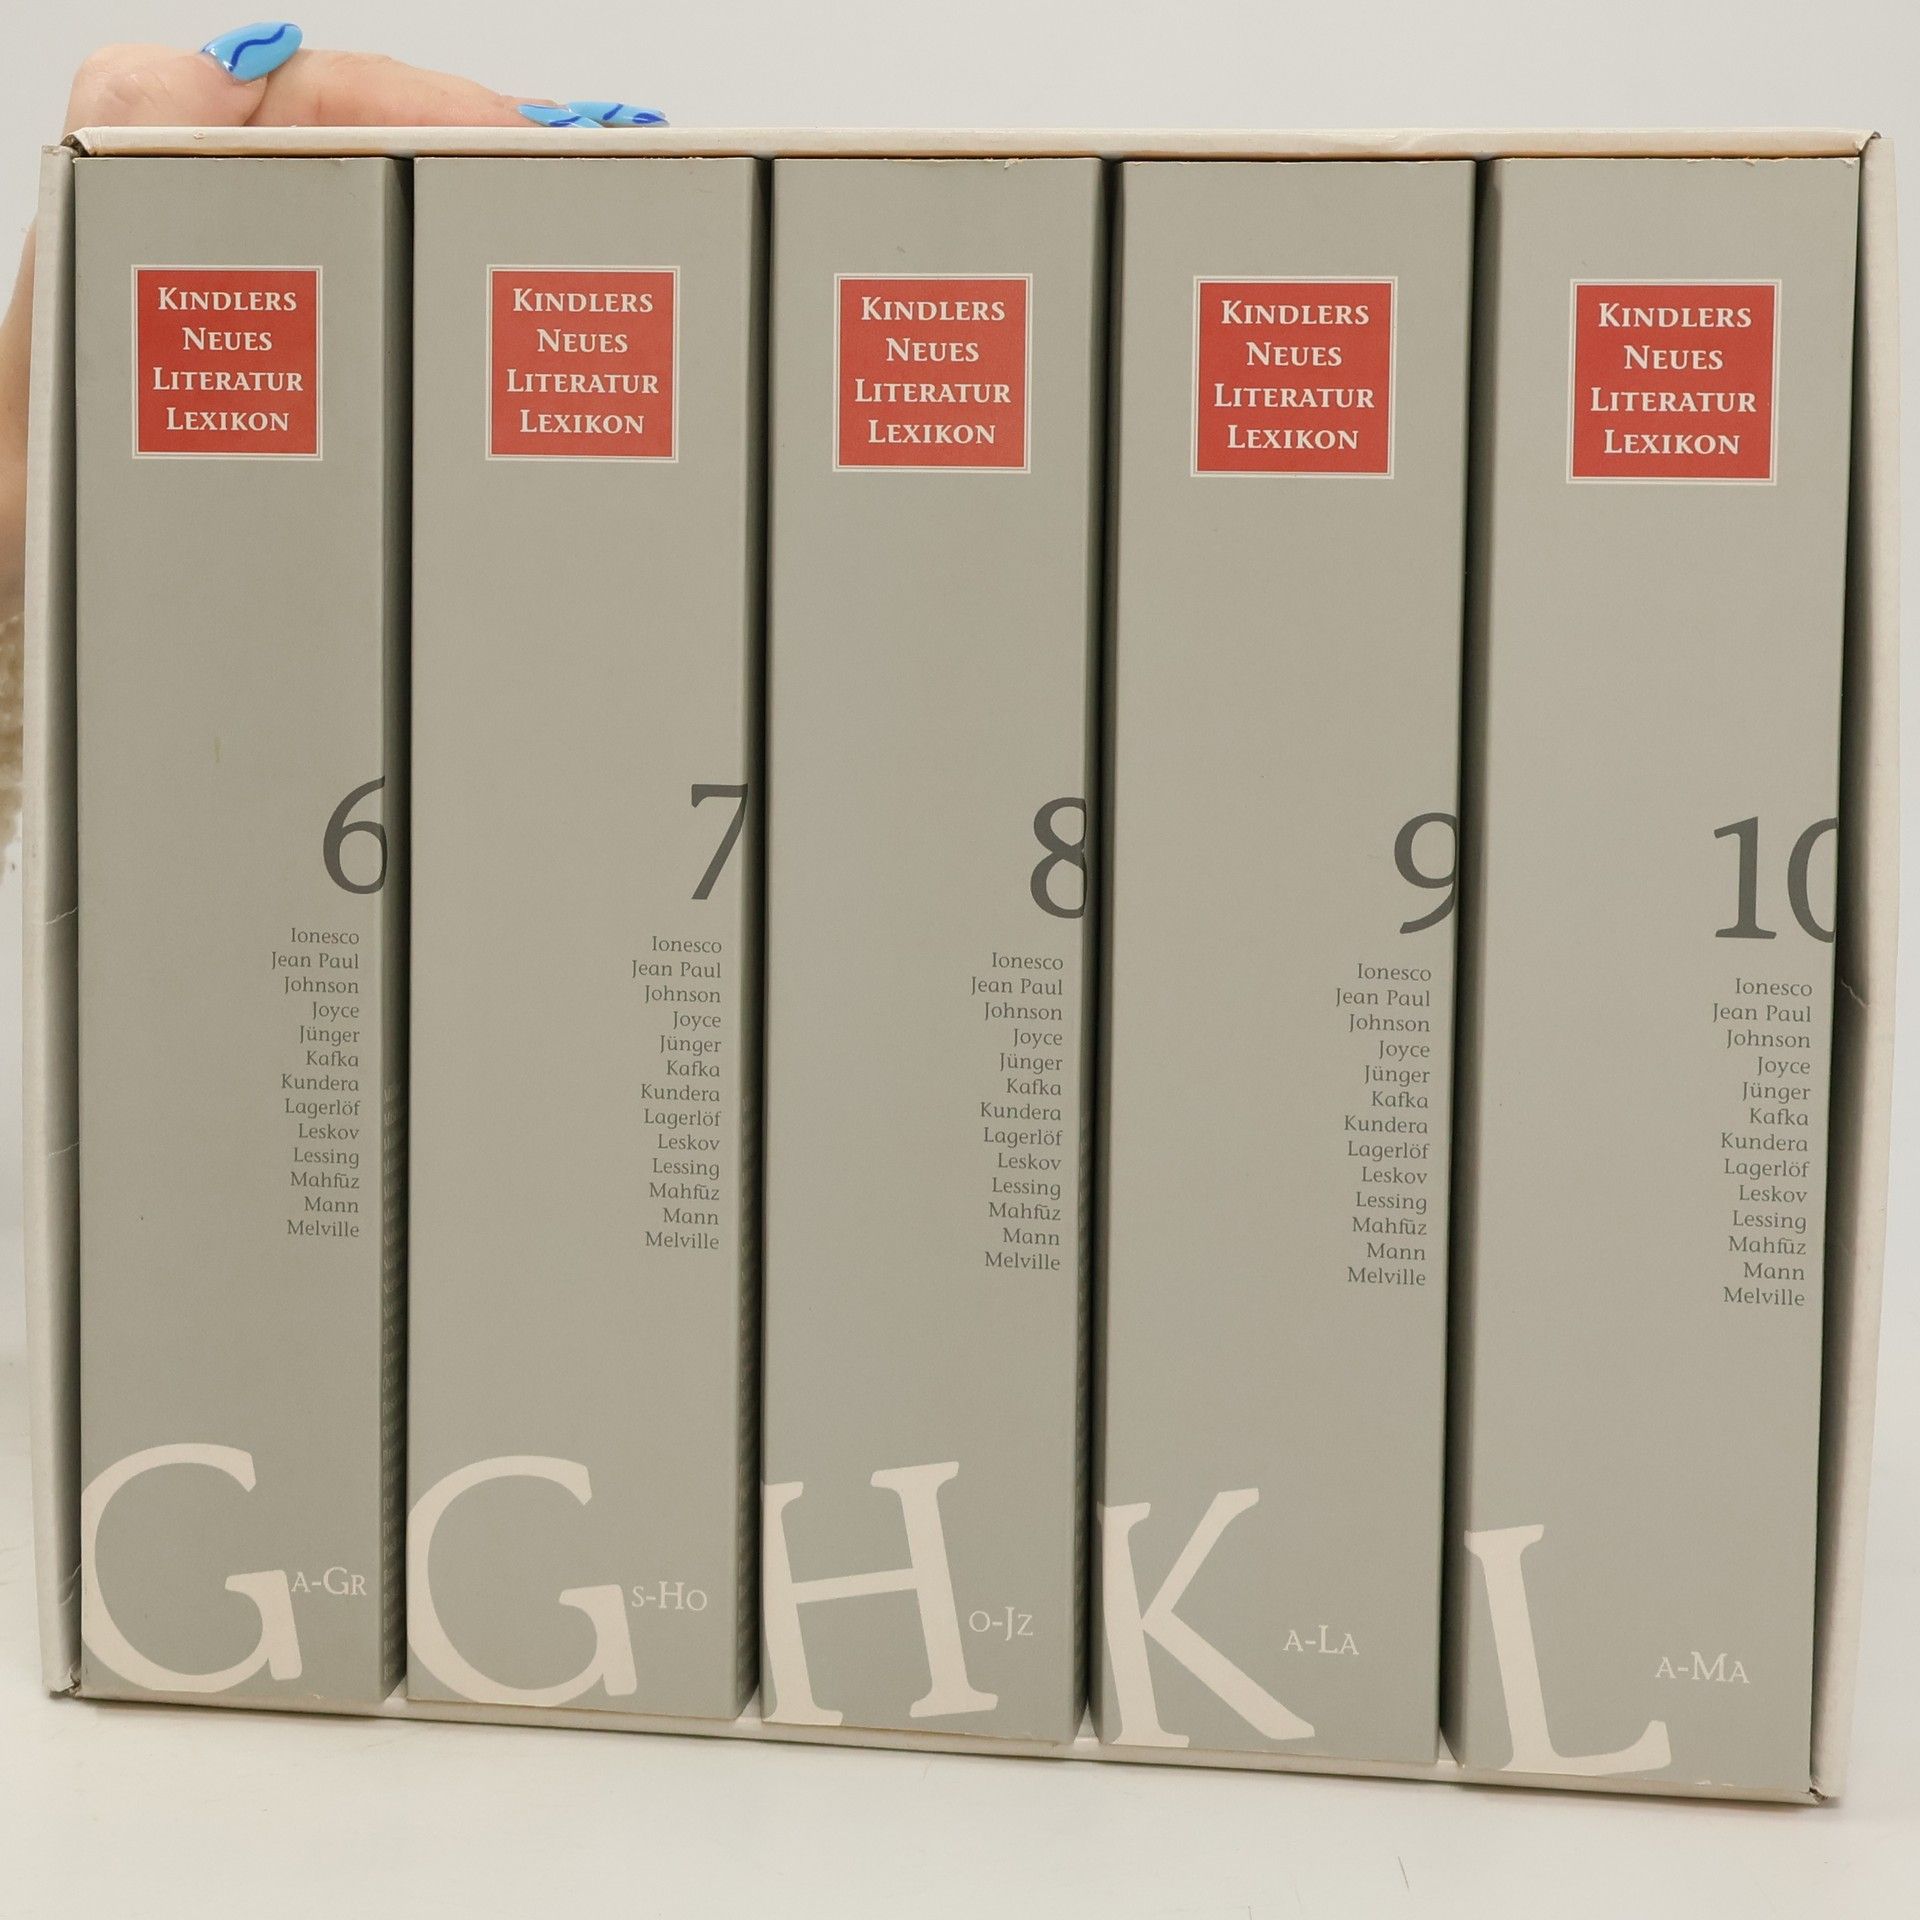 KINDLERS
NEUES
LITERATUR
LEXIKON
6
Ionesco
Jean Paul
Johnson
Joyce
Jünger
Kafka
Kundera
Lagerlöf
Leskov
Lessing
Mahfūz
Mann
Melville
GA-GR
KINDLERS
NEUES
LITERATUR
LEXIKON
7
Ionesco
Jean Paul
Johnson
Joyce
Jünger
Kafka
Kundera
Lagerlöf
Leskov
Lessing
Mahfūz
Mann
Melville
GS-HO
KINDLERS
NEUES
LITERATUR
LEXIKON
8
Ionesco
Jean Paul
Johnson
Joyce
Jünger
Kafka
Kundera
Lagerlöf
Leskov
Lessing
Mahfūz
Mann
Melville
HO-JZ
KINDLERS
NEUES
LITERATUR
LEXIKON
9
Ionesco
Jean Paul
Johnson
Joyce
Jünger
Kafka
Kundera
Lagerlöf
Leskov
Lessing
Mahfūz
Mann
Melville
KA-LA
KINDLERS
NEUES
LITERATUR
LEXIKON
10
Ionesco
Jean Paul
Johnson
Joyce
Jünger
Kafka
Kundera
Lagerlöf
Leskov
Lessing
Mahfūz
Mann
Melville
LA-MA